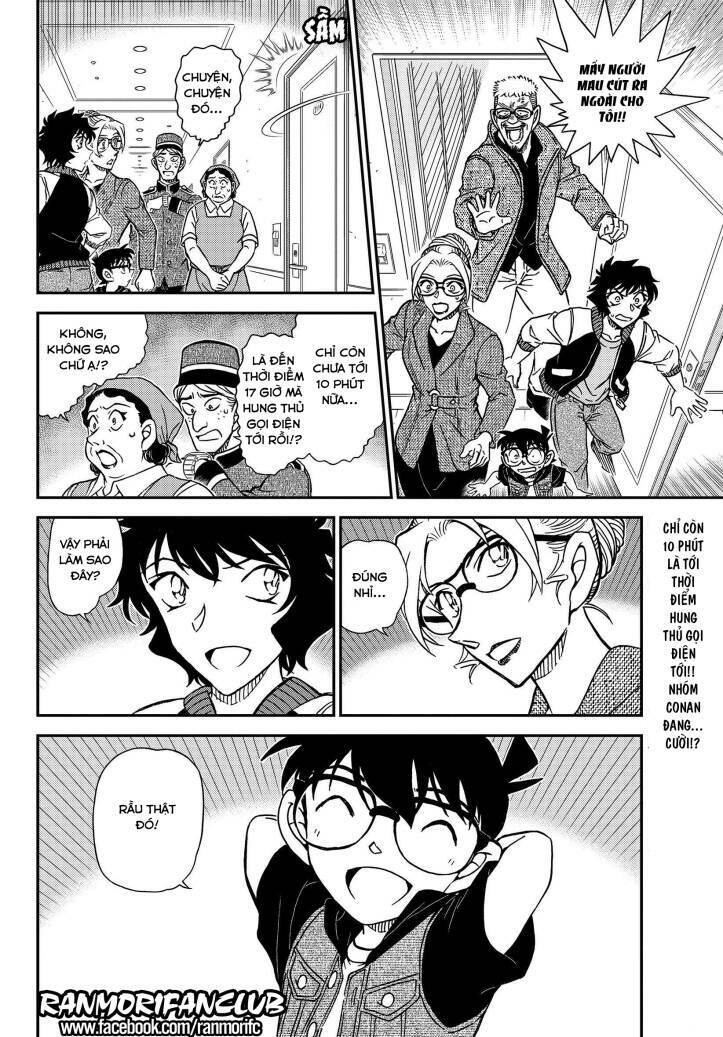 MẤY NGƯỜI
MAU CÚT RA
NGOÀI CHO
TÔI!!
SẦM
CHUYỆN,
CHUYỆN
ĐÓ...
CHỈ CÒN
CHƯA TỚI
10 PHÚT
NỮA...
LÀ ĐẾN
THỜI ĐIỂM
17 GIỜ MÀ
HUNG THỦ
GỌI ĐIỆN
TỚI RỒI!?
KHÔNG,
KHÔNG SAO
CHỨ Ạ!?
CHỈ CÒN
10 PHÚT
LÀ TỚI
THỜI
ĐIỂM
HUNG
THỦ GỌI
ĐIỆN
TỚI!!
NHÓM
CONAN
ĐANG...
CƯỜI!?
ĐÚNG
NHỈ...
VẬY PHẢI
LÀM SAO
ĐÂY?
RẦU THẬT
ĐÓ!
RANMORIFANCLUB
www.facebook.com/ranmorifc